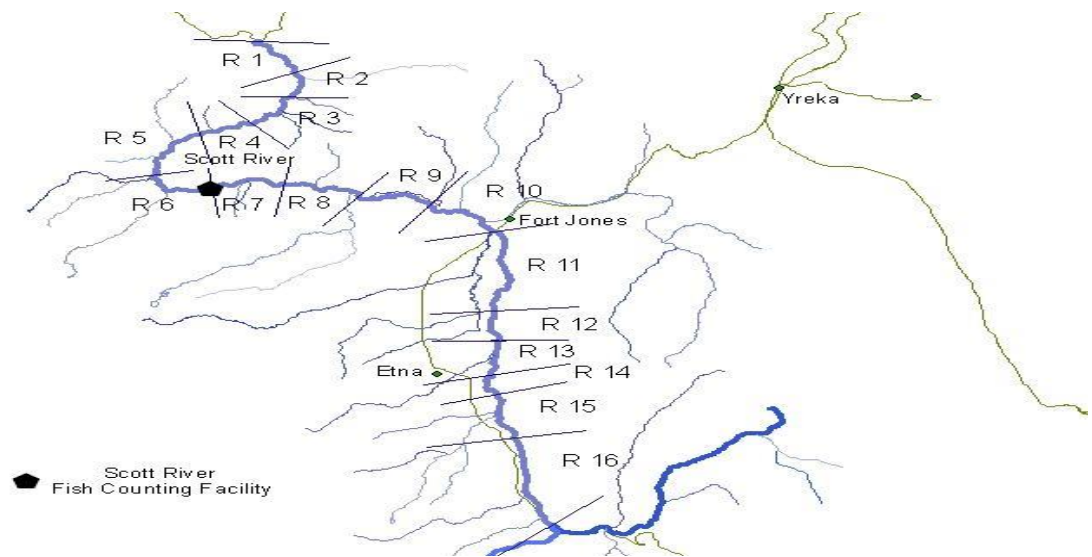 R 1
R 2
R 3
R 4
R 5
Scott River
R 6
R 7
R 8
R 9
R 10
Yreka
Fort Jones
R 11
R 12
R 13
Etna
R 14
R 15
R 16
Scott River
Fish Counting Facility